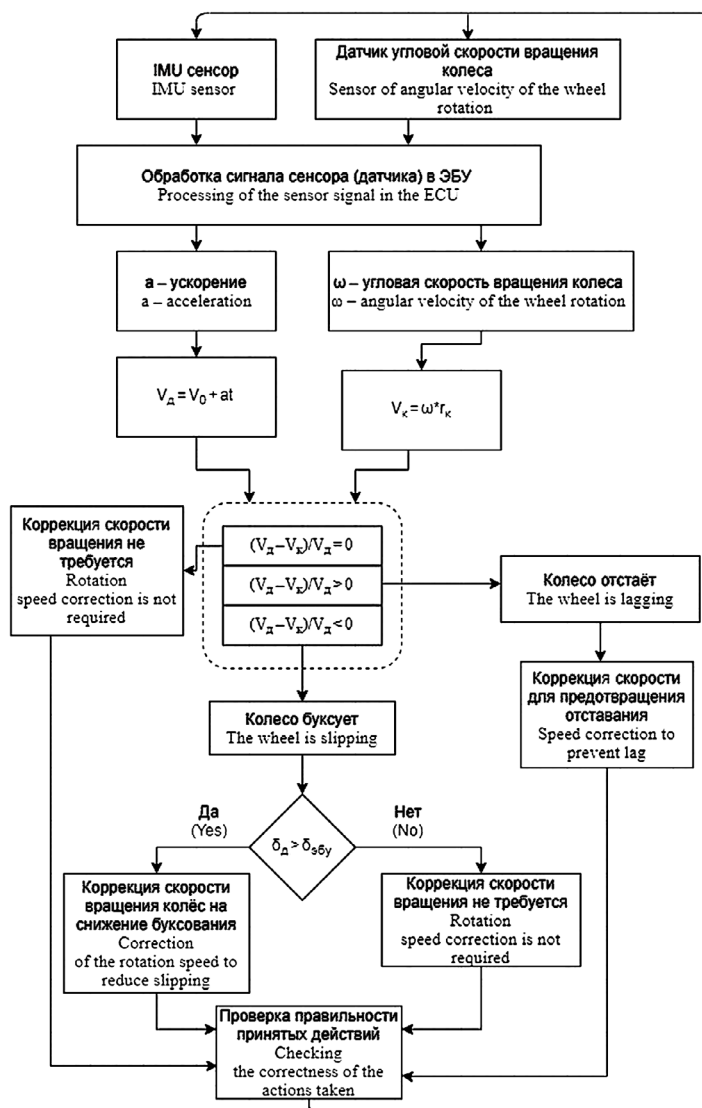 IMU сенсор
IMU sensor
Датчик угловой скорости вращения
колеса
Sensor of angular velocity of the wheel
rotation
Обработка сигнала сенсора (датчика) в ЭБУ
Processing of the sensor signal in the ECU
a – ускорение
a – acceleration
ω – угловая скорость вращения колеса
ω – angular velocity of the wheel rotation
Vд = V0 + at
Vк = ω*rк
Коррекция скорости
вращения не
требуется
Rotation
speed correction is not
required
(Vд–Vк)/Vд = 0
(Vд–Vк)/Vд > 0
(Vд–Vк)/Vд < 0
Колесо отстаёт
The wheel is lagging
Колесо буксует
The wheel is slipping
Коррекция скорости
для предотвращения
отставания
Speed correction to
prevent lag
Да
(Yes)
δд > δэбу
Нет
(No)
Коррекция скорости
вращения колёс на
снижение буксования
Correction
of the rotation speed to
reduce slipping
Коррекция скорости
вращения не требуется
Rotation
speed correction is not
required
Проверка правильности
принятых действий
Checking
the correctness of the
actions taken